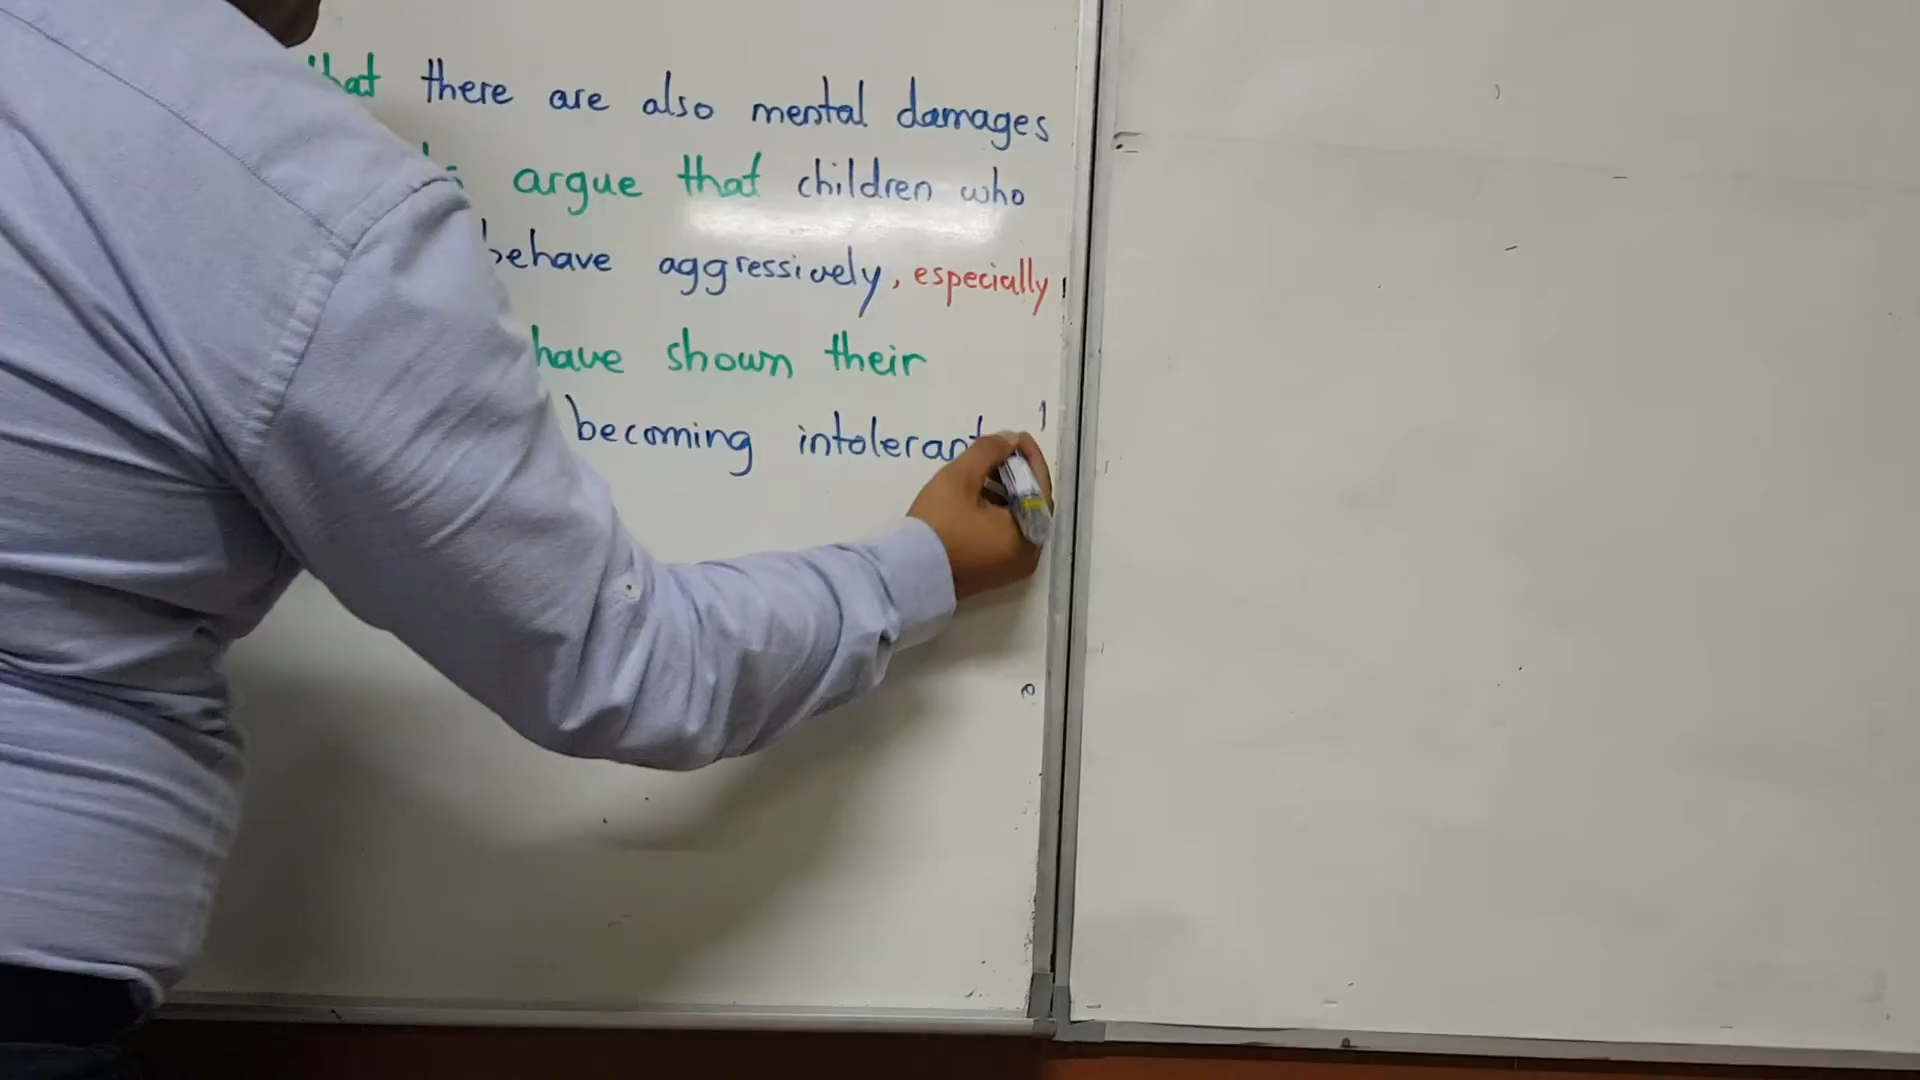 that there are also mental damages
argue that children who
behave aggressively, especially
have shown their
becoming intolerant